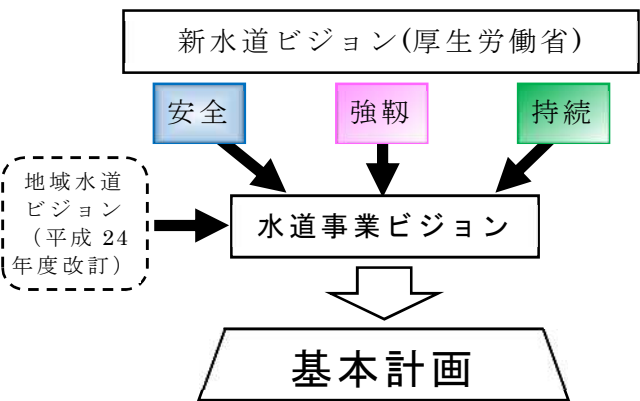 新水道ビジョン(厚生労働省)
安全
強靱
持続
地域水道
ビジョン
（平成 24
年度改訂）
水道事業ビジョン
基本計画